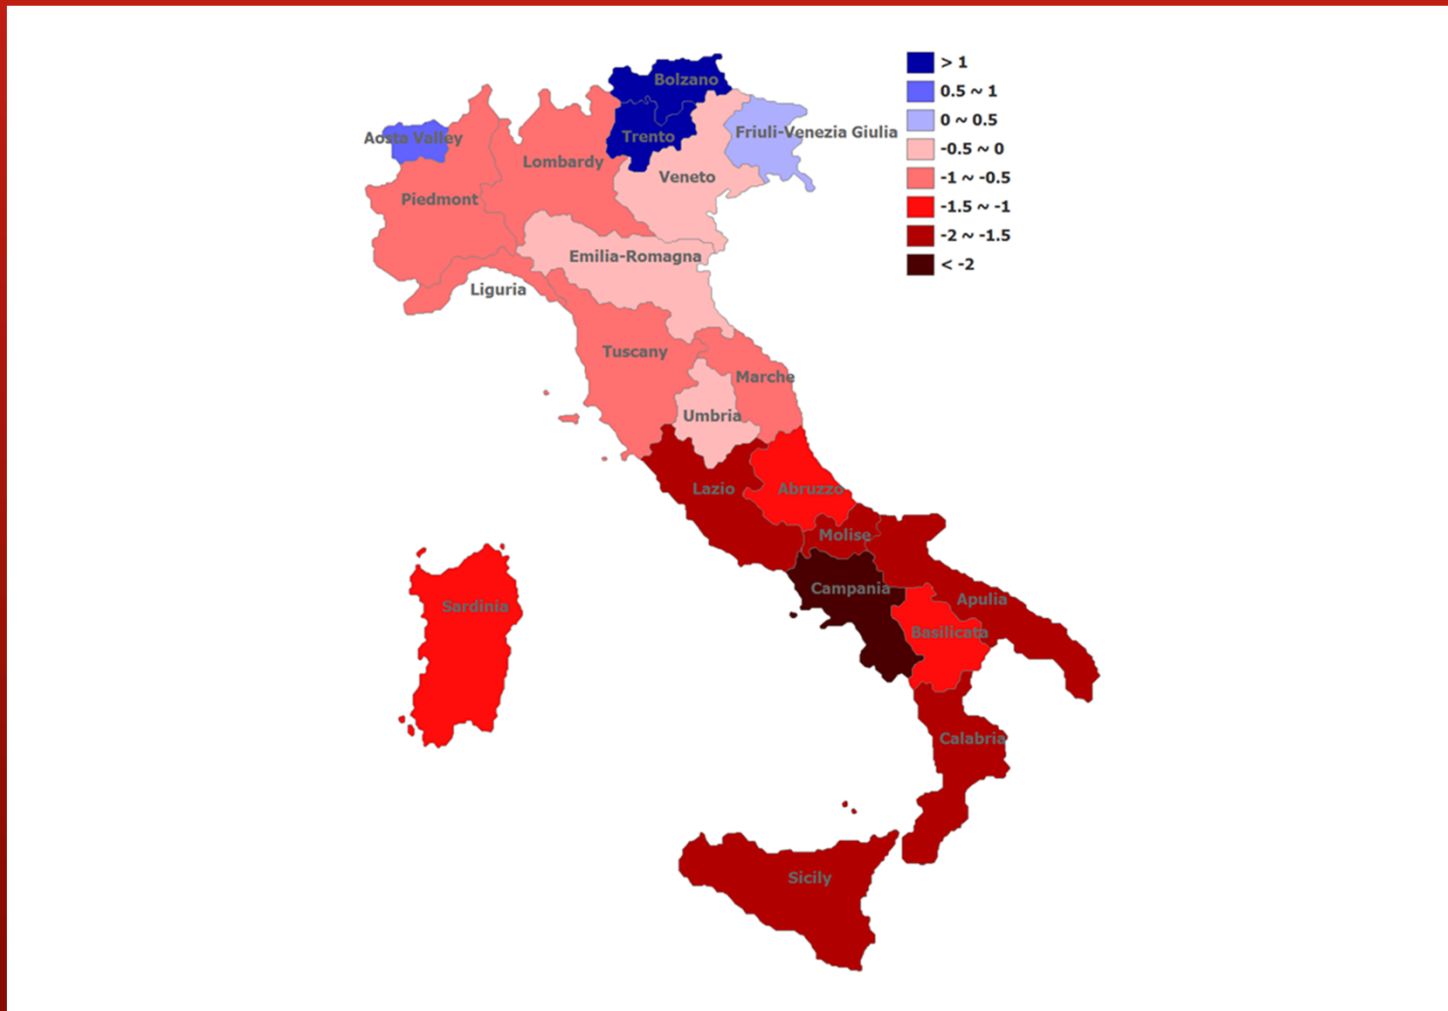 Bolzano
> 1
0.5 ~ 1
0 ~ 0.5
Aosta Valley
Trento
Friuli-Venezia Giulia
-0.5 ~ 0
Lombardy
Veneto
-1 ~ -0.5
Piedmont
-1.5 ~ -1
-2 ~ -1.5
Emilia-Romagna
< -2
Liguria
Tuscany
Marche
Umbria
Lazio
Abruzzo
Molise
Campania
Apulia
Sardinia
Basilicata
Calabria
Sicily